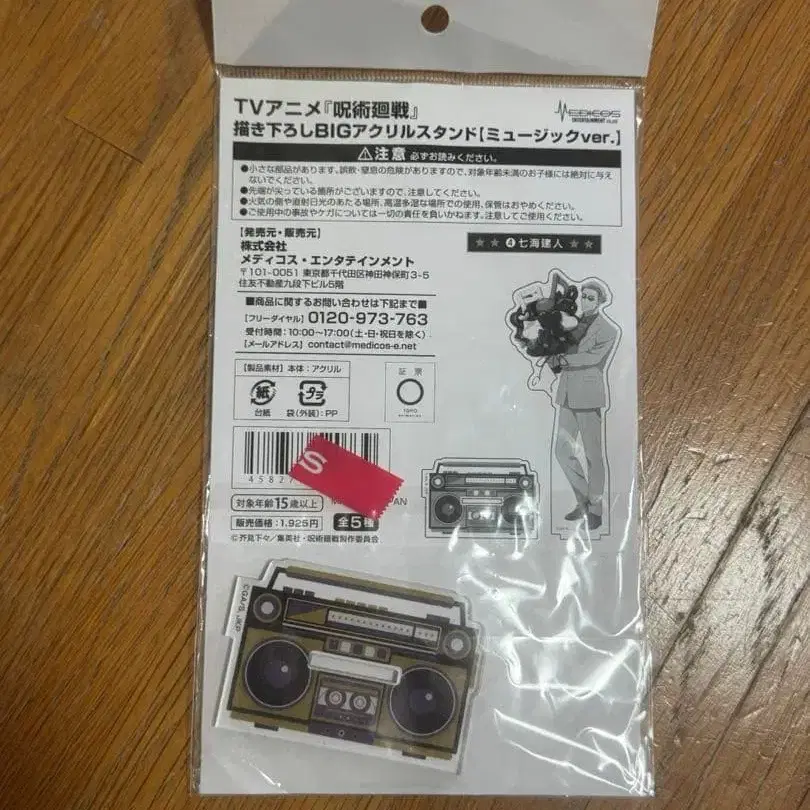 TVアニメ『呪術廻戦』
描き下ろしBIGアクリルスタンド【ミュージックver.】
MEDICOS
ENTERTAINMENT
⚠注意 必ずお読みください。
●小さな部品があります。誤飲・窒息の危険がありますので、対象年齢未満のお子様には絶対に与え
ないでください。
●先端が尖っている箇所がございますので、注意してください。
●火気の側や直射日光のあたる場所、高温多湿な場所での使用、保管はおやめください。
●ご使用中の事故やケガについては一切の責任を負いかねます。注意してご使用ください。
【発売元・販売元】
株式会社
メディコス・エンタテインメント
〒101-0051 東京都千代田区神田神保町3-5
住友不動産九段下ビル5階
★★ ④七海建人 ★★
■商品に関するお問い合わせは下記まで■
【フリーダイヤル】0120-973-763
受付時間：10:00〜17:00(土・日・祝日を除く)
【メールアドレス】contact@medicos-e.net
【製品素材】本体：アクリル
紙
プラ
台紙
袋(外装)：PP
証票
4582
S
対象年齢15歳以上
販売価格：1,925円
全5種
©芥見下々／集英社・呪術廻戦製作委員会
©GA/S, JKP